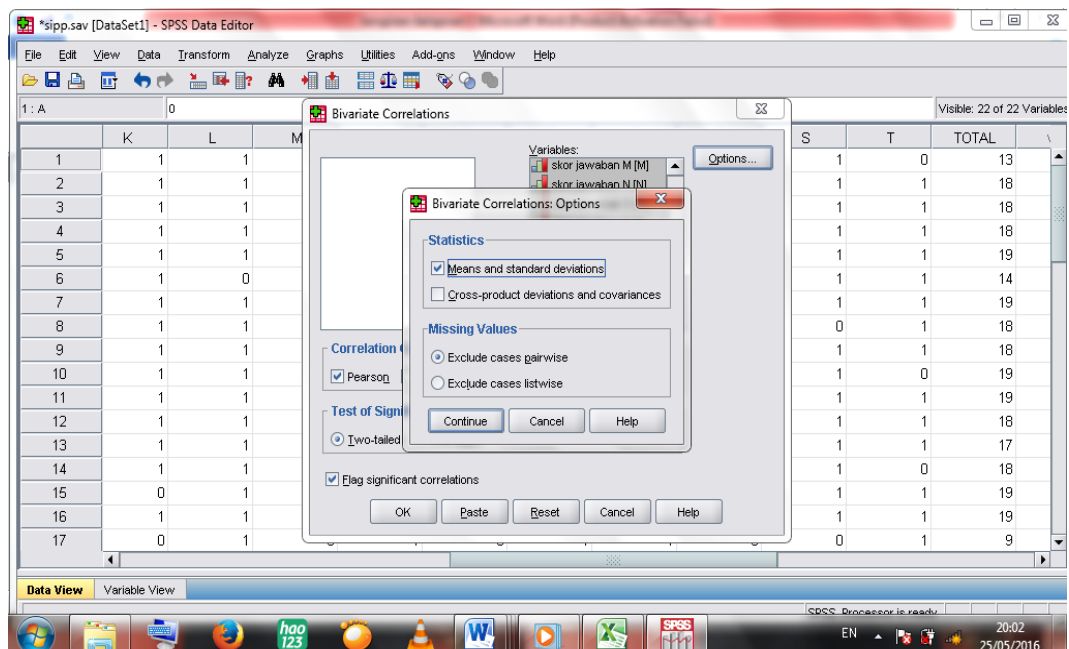 *sipp.sav [DataSet1] - SPSS Data Editor
File Edit View Data Transform Analyze Graphs Utilities Add-ons Window Help
1 : A 0 Visible: 22 of 22 Variables
K L M S T TOTAL
1 1 1 1 0 13
2 1 1 1 1 18
3 1 1 1 1 18
4 1 1 1 1 18
5 1 1 1 1 19
6 1 0 1 1 14
7 1 1 1 1 19
8 1 1 0 1 18
9 1 1 1 1 18
10 1 1 1 0 19
11 1 1 1 1 19
12 1 1 1 1 18
13 1 1 1 1 17
14 1 1 1 0 18
15 0 1 1 1 19
16 1 1 1 1 19
17 0 1 0 1 9
Bivariate Correlations
Variables:
skor jawaban M [M]
skor jawaban N [N]
Options...
Correlation
Pearson
Test of Signi
Two-tailed
Flag significant correlations
OK Paste Reset Cancel Help
Bivariate Correlations: Options
Statistics
Means and standard deviations
Cross-product deviations and covariances
Missing Values
Exclude cases pairwise
Exclude cases listwise
Continue Cancel Help
Data View Variable View
SPSS Processor is ready
hao
123
SPSS
EN
20:02
25/05/2016